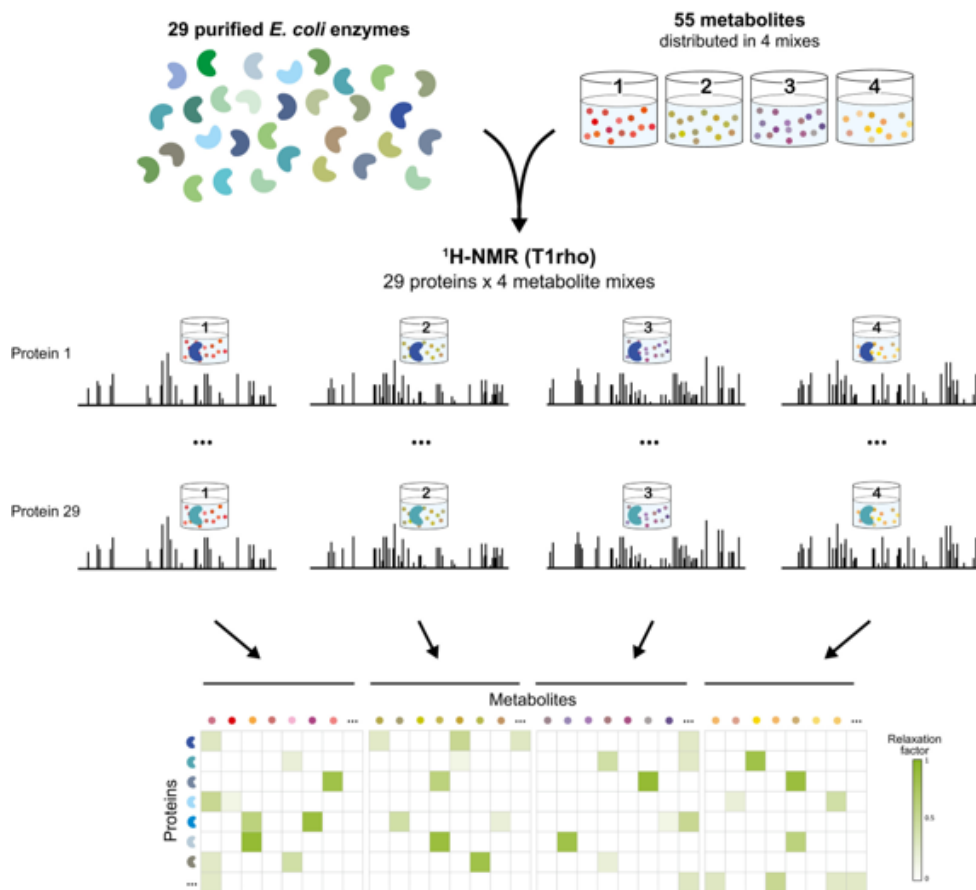 29 purified E. coli enzymes
55 metabolites
distributed in 4 mixes
1 2 3 4
¹H-NMR (T1rho)
29 proteins x 4 metabolite mixes
1 2 3 4
Protein 1
... ... ... ...
1 2 3 4
Protein 29
Metabolites
... ... ... ...
Relaxation
factor
1
0.5
0
Proteins
...